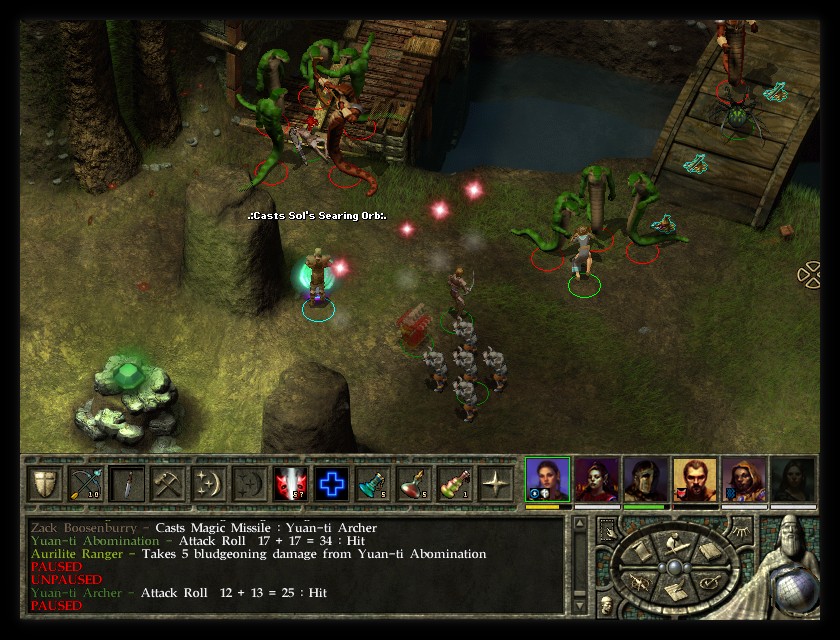 .:Casts Sol's Searing Orb:.
10
5?
5
5
1
Zack Boosenburry - Casts Magic Missile : Yuan-ti Archer
Yuan-ti Abomination - Attack Roll 17 + 17 = 34 : Hit
Aurilite Ranger - Takes 5 bludgeoning damage from Yuan-ti Abomination
PAUSED
UNPAUSED
Yuan-ti Archer - Attack Roll 12 + 13 = 25 : Hit
PAUSED